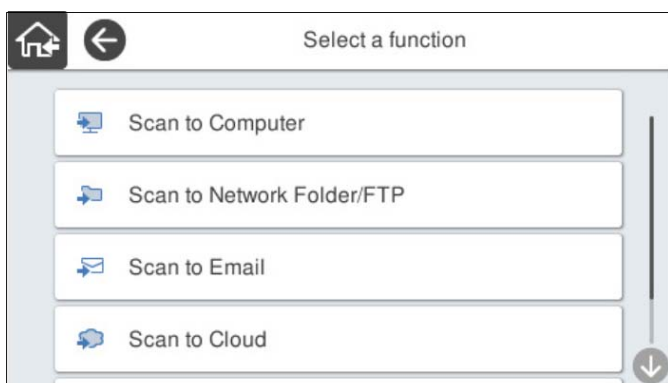 Select a function
Scan to Computer
Scan to Network Folder/FTP
Scan to Email
Scan to Cloud